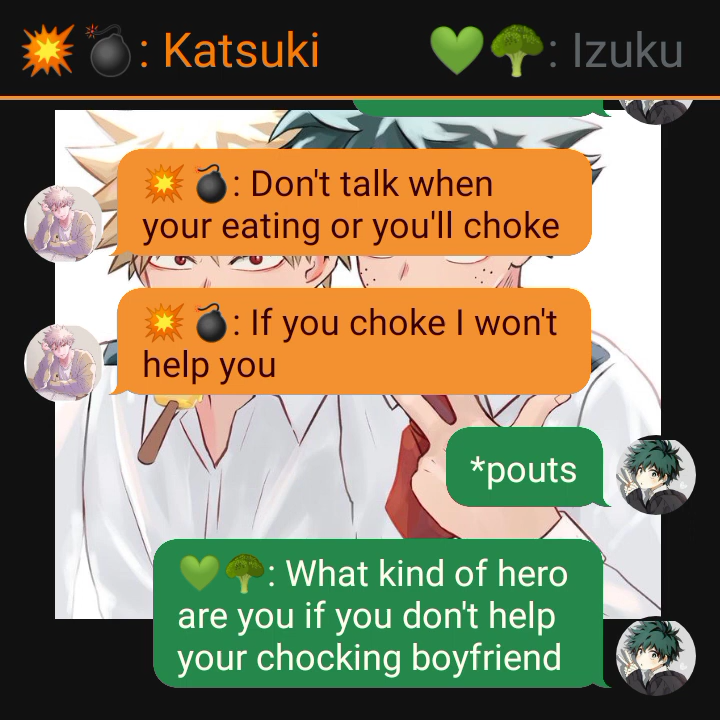 💥💣: Katsuki
💚🥦: Izuku
💥💣: Don't talk when
your eating or you'll choke
💥💣: If you choke I won't
help you
*pouts
💚🥦: What kind of hero
are you if you don't help
your chocking boyfriend